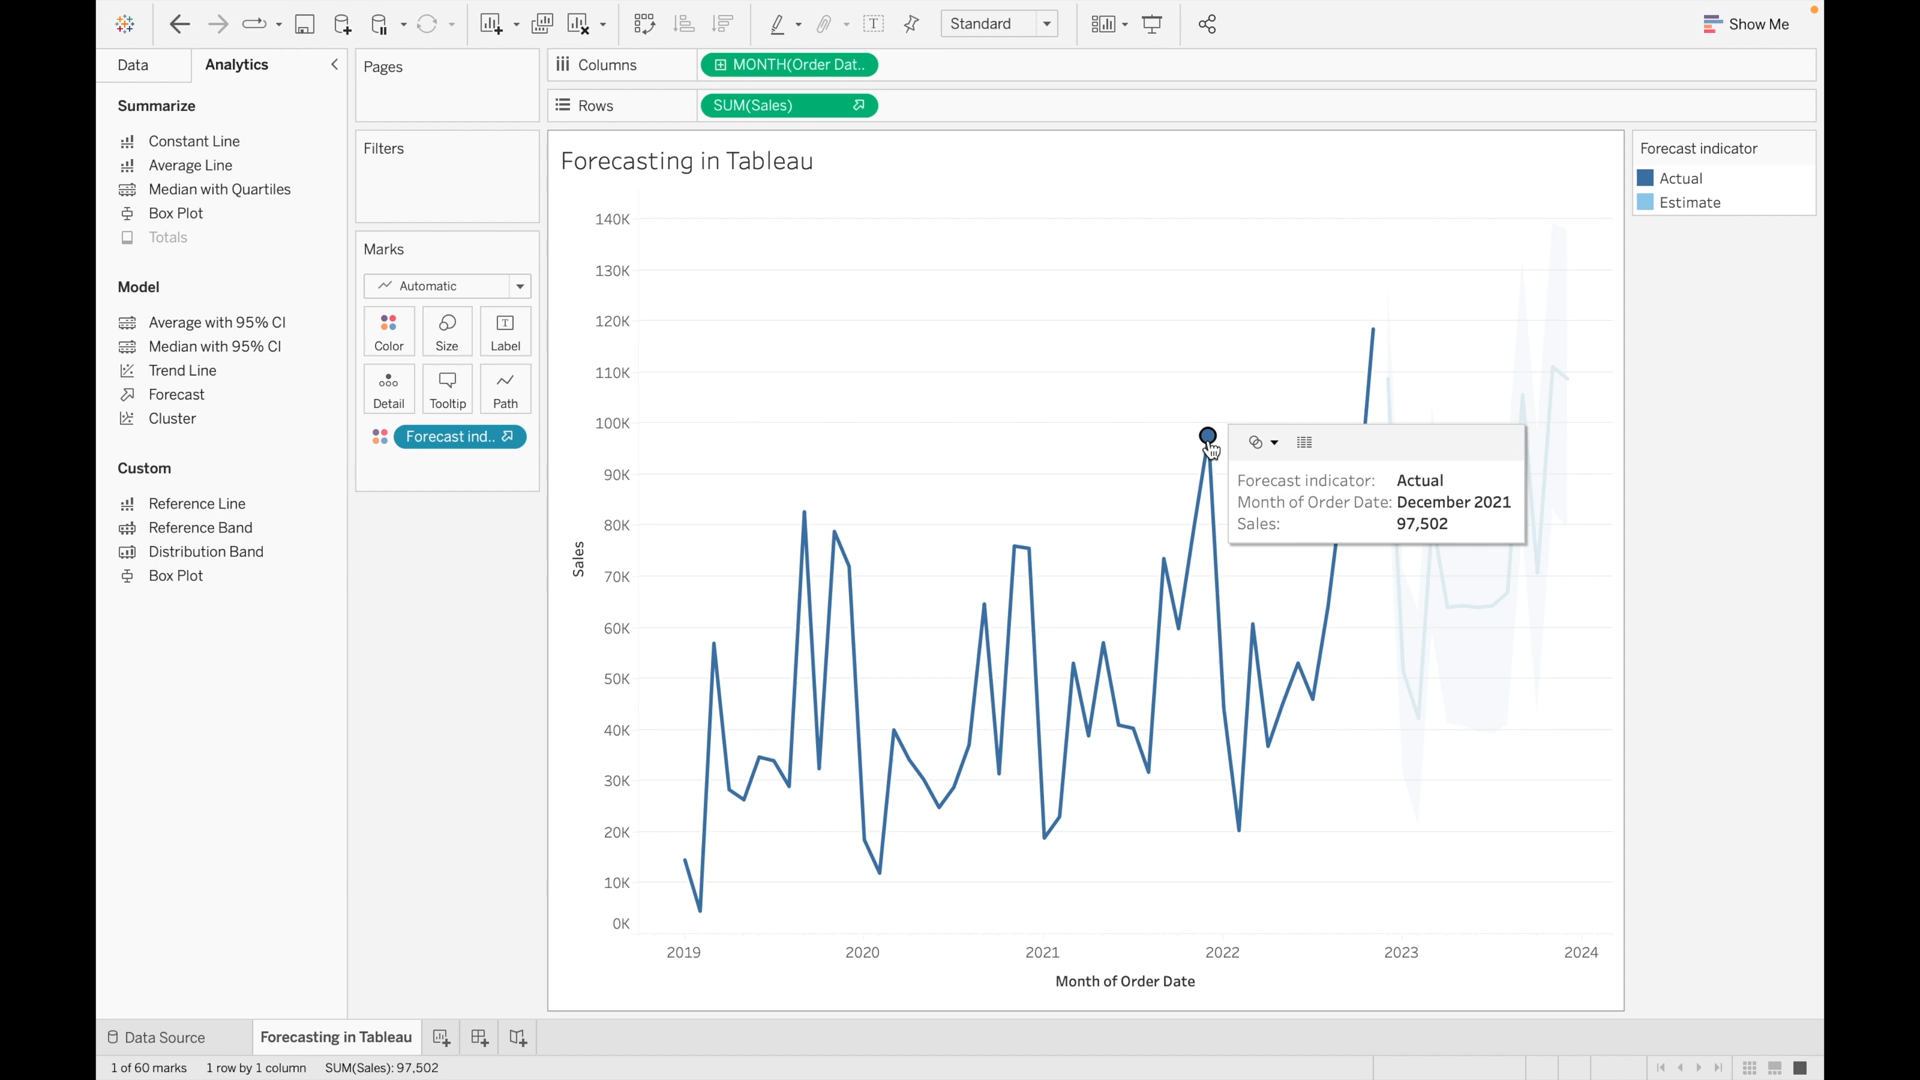 Standard
Show Me
Data
Analytics
Summarize
Constant Line
Average Line
Median with Quartiles
Box Plot
Totals
Model
Average with 95% CI
Median with 95% CI
Trend Line
Forecast
Cluster
Custom
Reference Line
Reference Band
Distribution Band
Box Plot
Pages
Filters
Marks
Automatic
Color
Size
T
Label
Detail
Tooltip
Path
Forecast ind..
Columns
MONTH(Order Dat..
Rows
SUM(Sales)
Forecasting in Tableau
140K
130K
120K
110K
100K
90K
80K
70K
60K
50K
40K
30K
20K
10K
0K
Sales
2019
2020
2021
2022
2023
2024
Month of Order Date
Forecast indicator: Actual
Month of Order Date: December 2021
Sales: 97,502
Forecast indicator
Actual
Estimate
Data Source
Forecasting in Tableau
1 of 60 marks
1 row by 1 column
SUM(Sales): 97,502